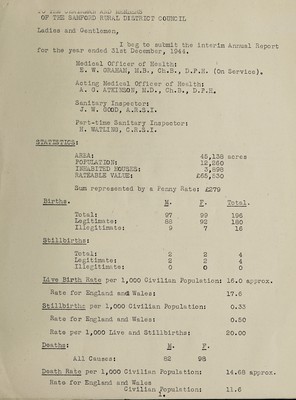 TO THE CHAIRMAN AND MEMBERS
OF THE SAMFORD RURAL DISTRICT COUNCIL
Ladies and Gentlemen,
I beg to submit the Interim Annual Report
for the year ended 31st December, 1944.
Medical Officer of Health:
E. W. GRAHAM, M.B., Ch.B., D.P.H. (On Service).
Acting Medical Officer of Health:
A. G. ATKINSON, M.D., Ch.B., D.P.H.
Sanitary Inspector:
J. W. GOOD, A.R.S.I.
Part-time Sanitary Inspector:
N. WATLING, C.R.S.I.
STATISTICS:
AREA: 45,138 acres
POPULATION: 12,260
INHABITED HOUSES: 3,898
RATEABLE VALUE: £65,530
Sum represented by a Penny Rate: £279
Births. M. F. Total.
Total: 97 99 196
Legitimate: 88 92 180
Illegitimate: 9 7 16
Stillbirths:
Total: 2 2 4
Legitimate: 2 2 4
Illegitimate: 0 0 0
Live Birth Rate per 1,000 Civilian Population: 16.0 approx.
Rate for England and Wales: 17.6
Stillbirths per 1,000 Civilian Population: 0.33
Rate for England and Wales: 0.50
Rate per 1,000 Live and Stillbirths: 20.00
Deaths: M. F.
All Causes: 82 98
Death Rate per 1,000 Civilian Population: 14.68 approx.
Rate for England and Wales
Civilian Population: 11.6